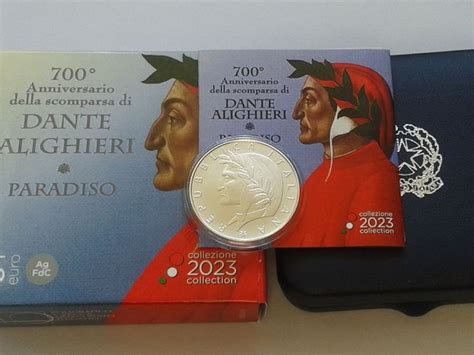 700°
Anniversario
della scomparsa di
DANTE
ALIGHIERI
PARADISO
euro
Ag
FdC
collezione
2023
collection
700°
Anniversario
della scomparsa di
DANTE
ALIGHIERI
REPUBBLICA ITALIANA
collezione
2023
collection